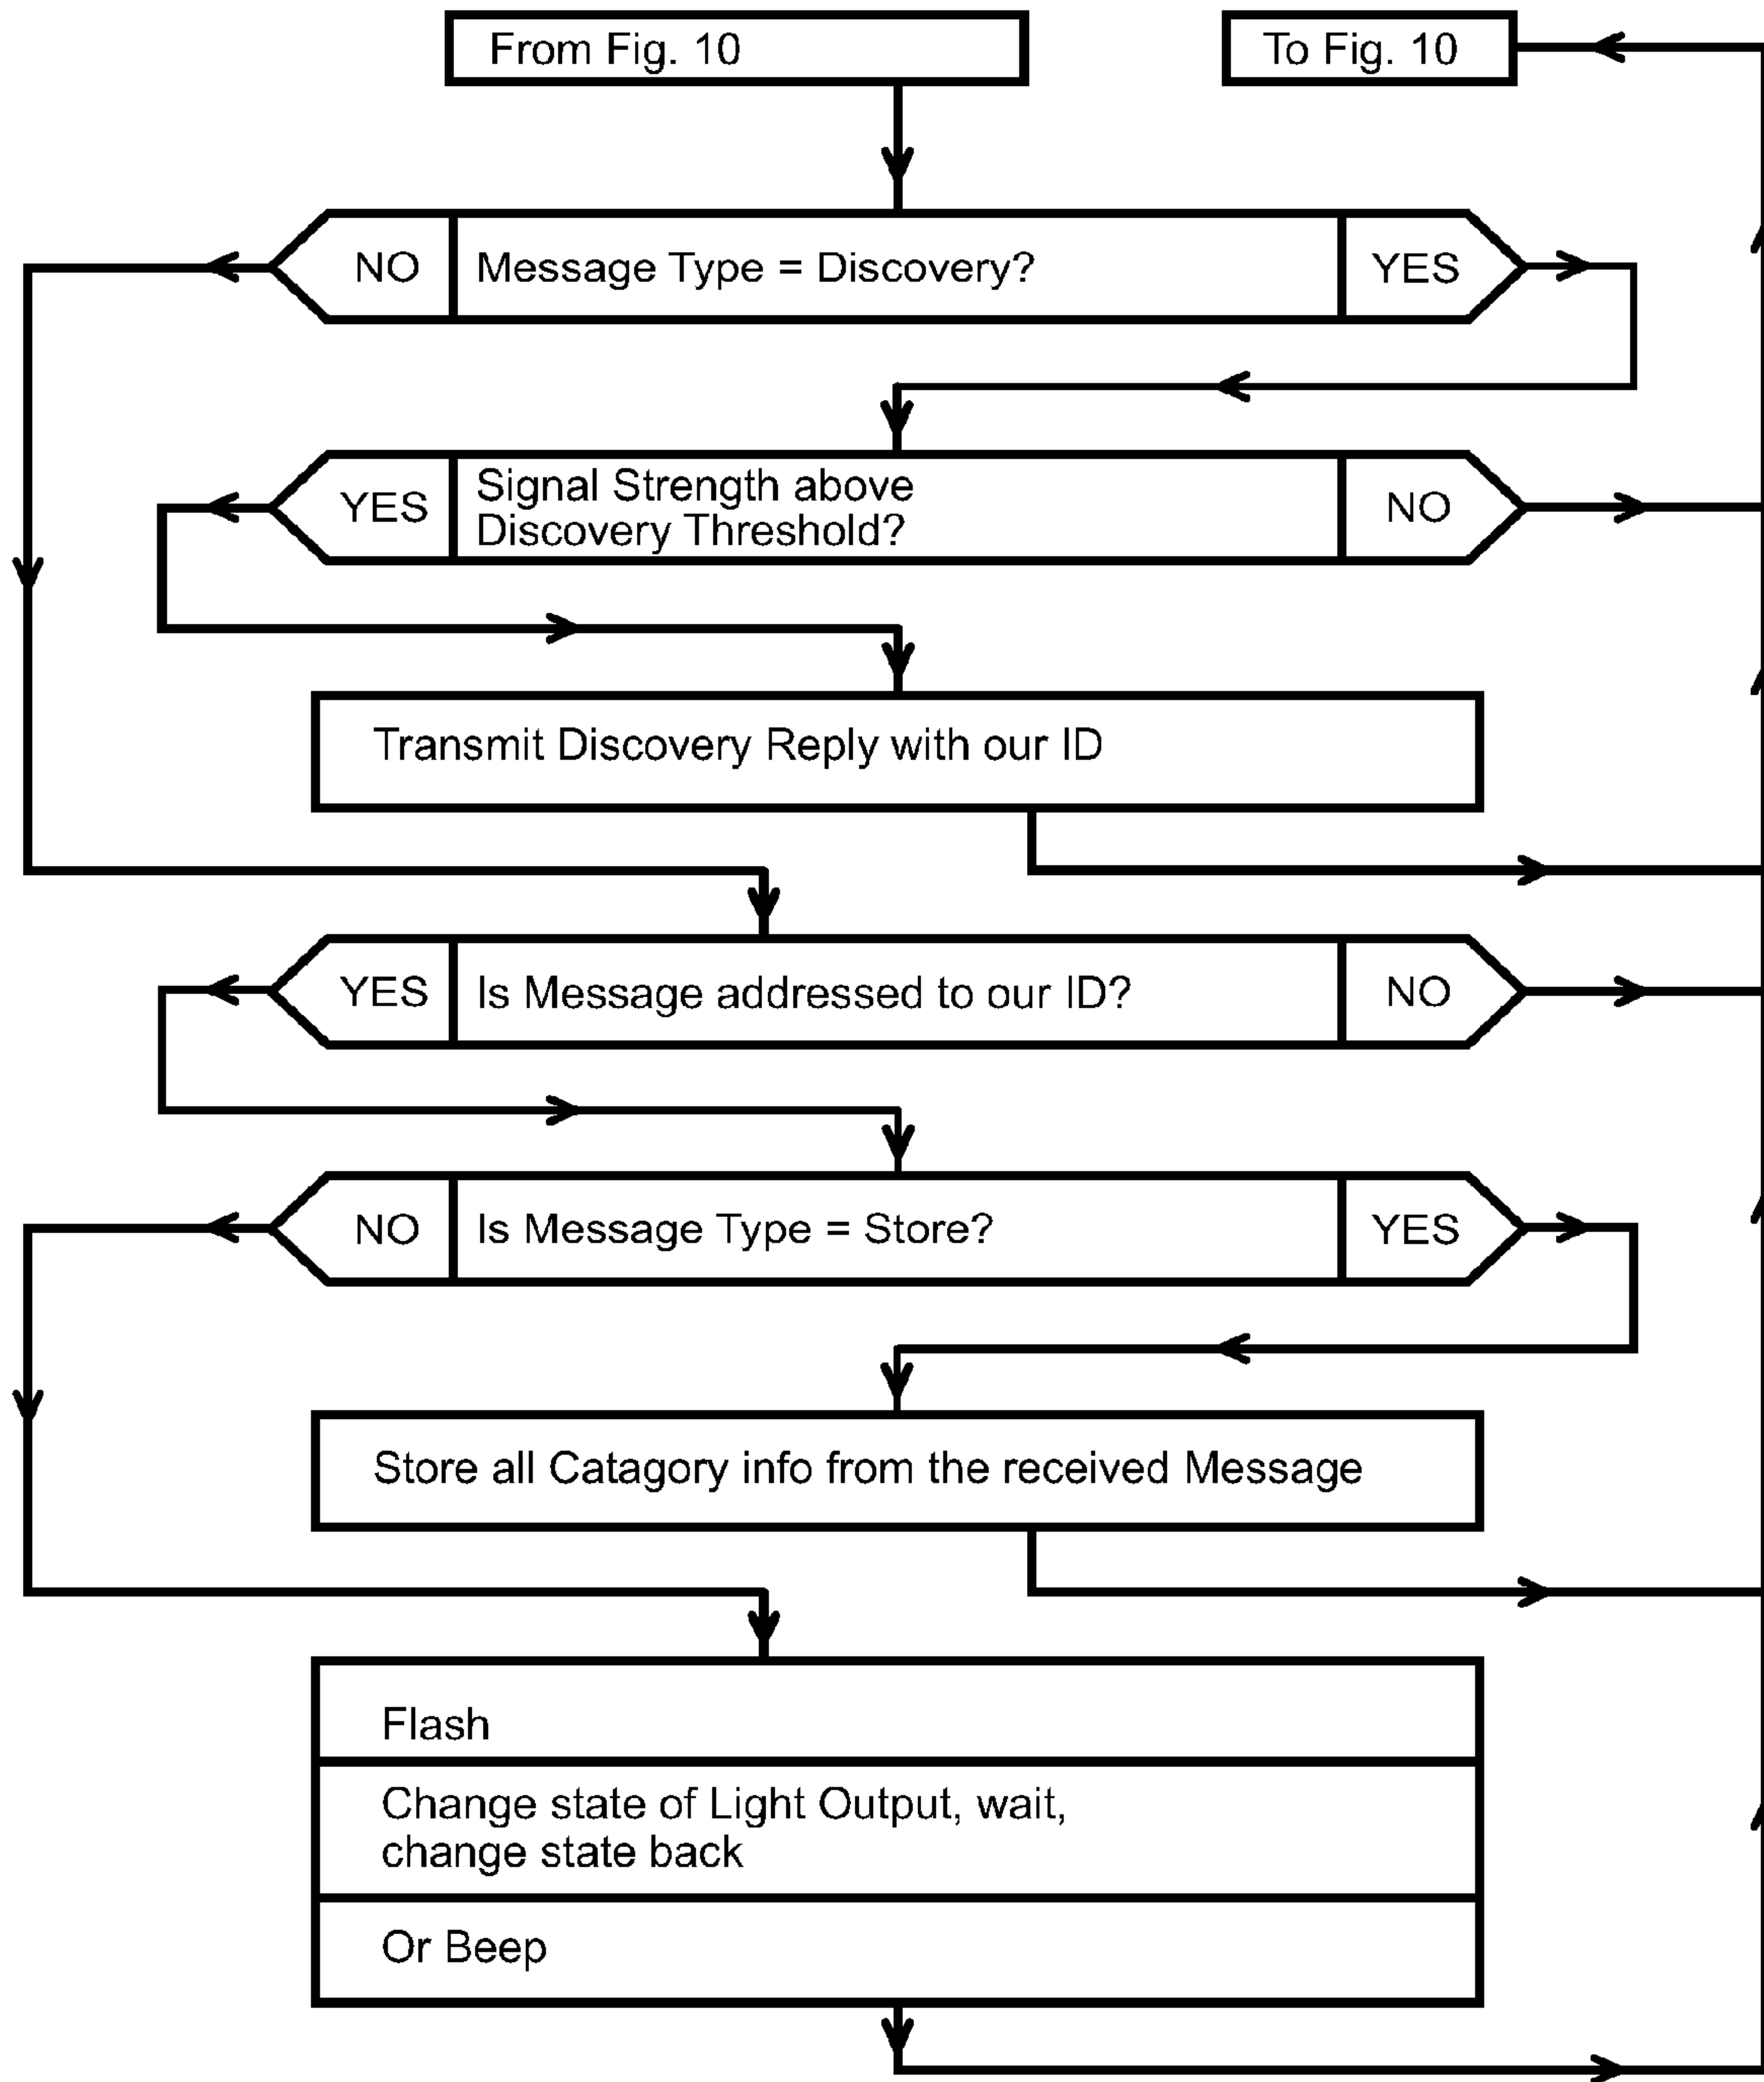 From Fig. 10
To Fig. 10
NO
Message Type = Discovery?
YES
YES
Signal Strength above
Discovery Threshold?
NO
Transmit Discovery Reply with our ID
YES
Is Message addressed to our ID?
NO
NO
Is Message Type = Store?
YES
Store all Catagory info from the received Message
Flash
Change state of Light Output, wait,
change state back
Or Beep